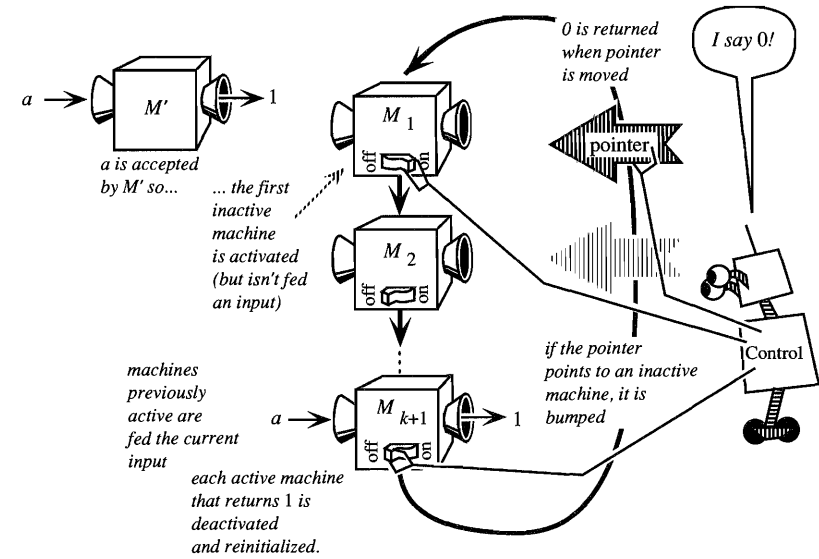 0 is returned
when pointer
is moved
I say 0!
a
M'
1
a is accepted
by M' so...
M 1
off
on
pointer
... the first
inactive
machine
is activated
(but isn't fed
an input)
M 2
off
on
Control
if the pointer
points to an inactive
machine, it is
bumped
machines
previously
active are
fed the current
input
a
M k+1
1
off
on
each active machine
that returns 1 is
deactivated
and reinitialized.